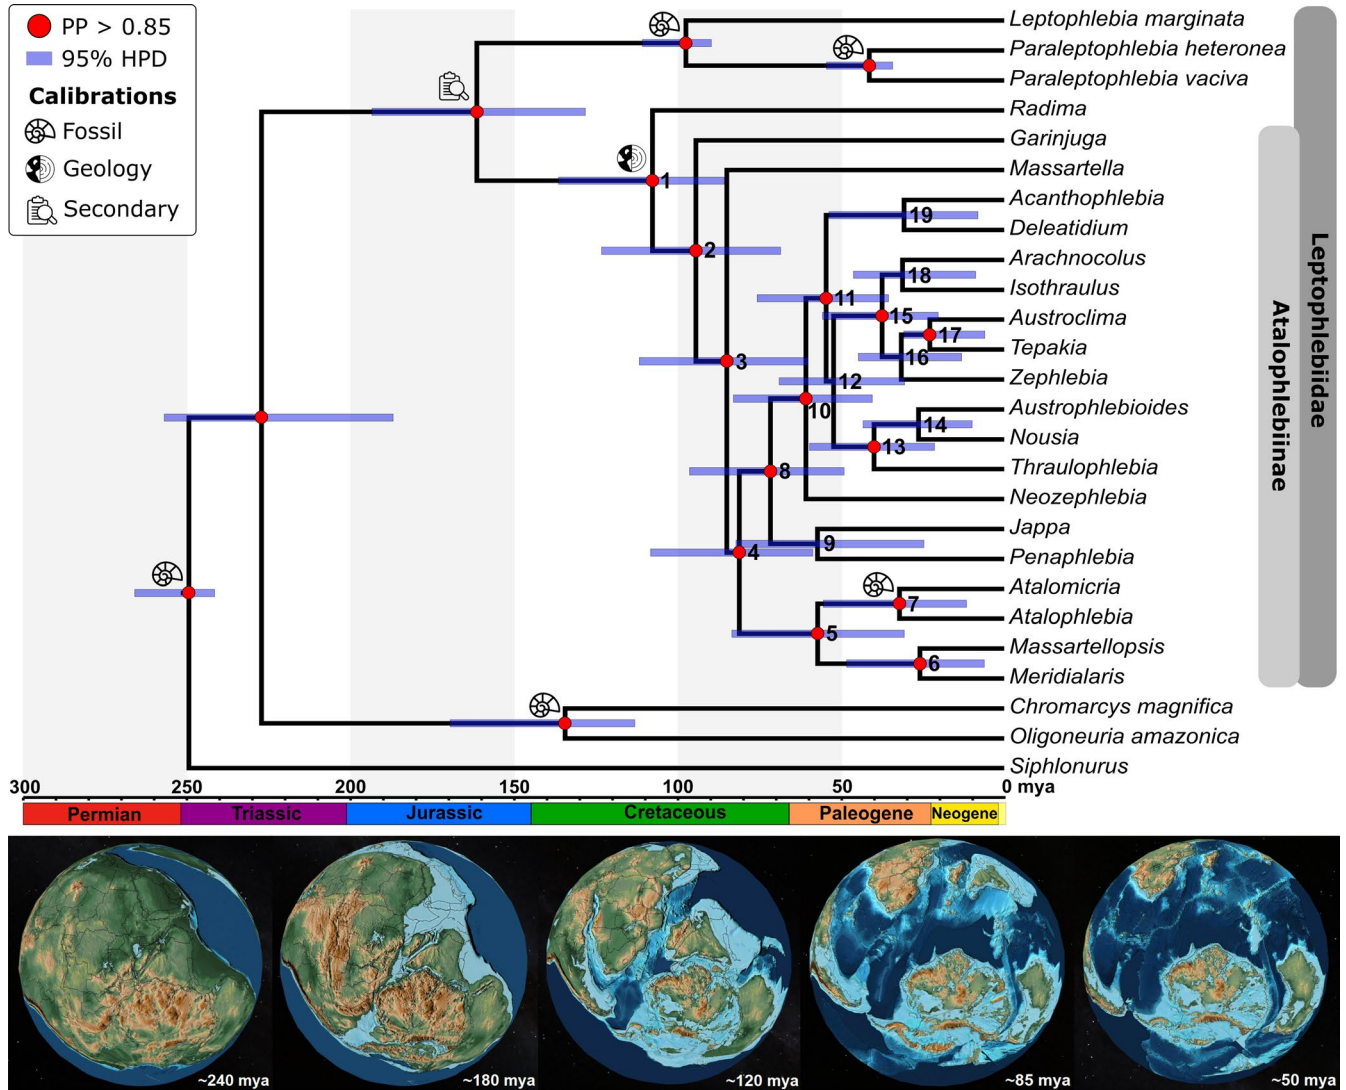 PP > 0.85
95% HPD
Calibrations
Fossil
Geology
Secondary
Leptophlebia marginata
Paraleptophlebia heteronea
Paraleptophlebia vaciva
Radima
Garinjuga
Massartella
Acanthophlebia
Deleatidium
Arachnocolus
Isothraulus
Austroclima
Tepakia
Zephlebia
Austrophlebioides
Nousia
Thraulophlebia
Neozephlebia
Jappa
Penaphlebia
Atalomicria
Atalophlebia
Massartellopsis
Meridialaris
Chromarcys magnifica
Oligoneuria amazonica
Siphlonurus
Atalophlebiinae
Leptophlebiidae
1
2
3
4
5
6
7
8
9
10
11
12
13
14
15
16
17
18
19
300 250 200 150 100 50 0 mya
Permian Triassic Jurassic Cretaceous Paleogene Neogene
~240 mya ~180 mya ~120 mya ~85 mya ~50 mya